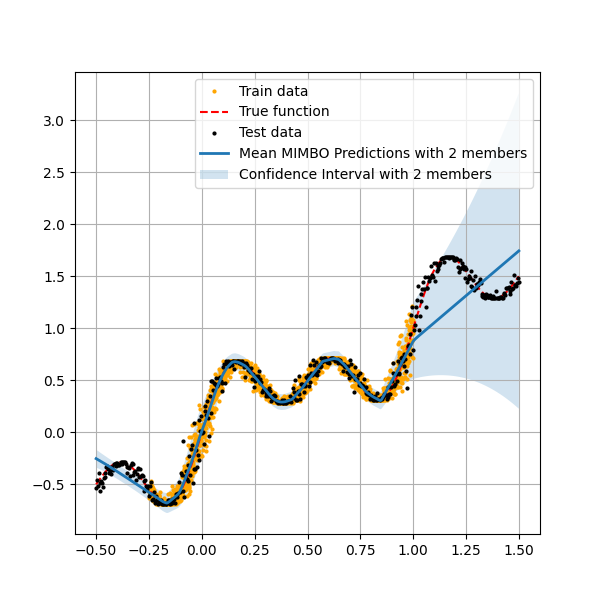 Train data
True function
Test data
Mean MIMBO Predictions with 2 members
Confidence Interval with 2 members
3.0
2.5
2.0
1.5
1.0
0.5
0.0
−0.5
−0.50 −0.25 0.00 0.25 0.50 0.75 1.00 1.25 1.50